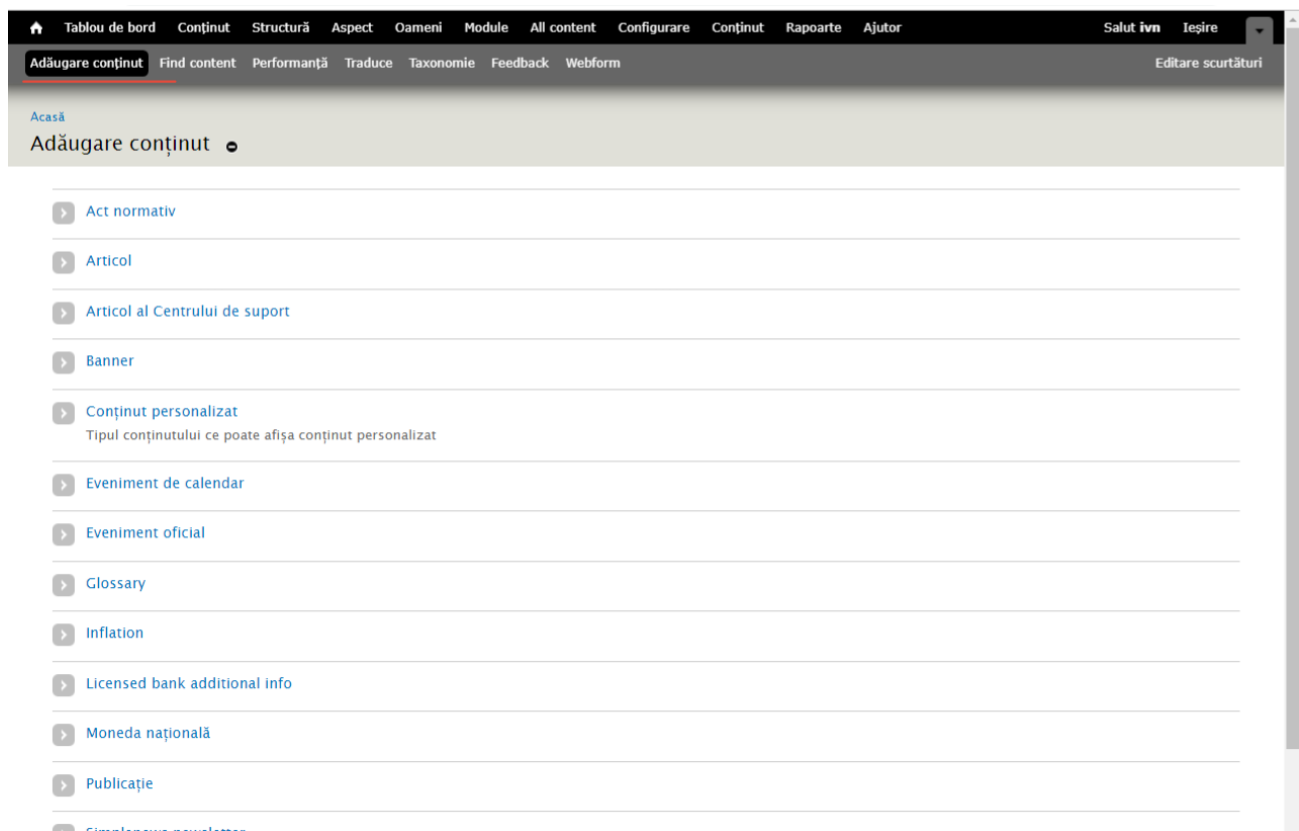 Tablou de bord Conținut Structură Aspect Oameni Module All content Configurare Conținut Rapoarte Ajutor Salut ivn Ieșire
Adăugare conținut Find content Performanță Traduce Taxonomie Feedback Webform Editare scurtături
Acasă
Adăugare conținut
Act normativ
Articol
Articol al Centrului de suport
Banner
Conținut personalizat
Tipul conținutului ce poate afișa conținut personalizat
Eveniment de calendar
Eveniment oficial
Glossary
Inflation
Licensed bank additional info
Moneda națională
Publicație
Simplenews newsletter